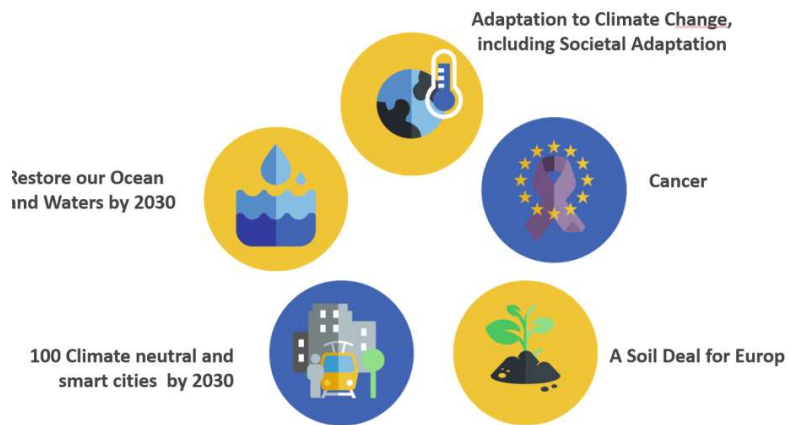 Adaptation to Climate Change,
including Societal Adaptation
Restore our Ocean
and Waters by 2030
Cancer
100 Climate neutral and
smart cities by 2030
A Soil Deal for Europ